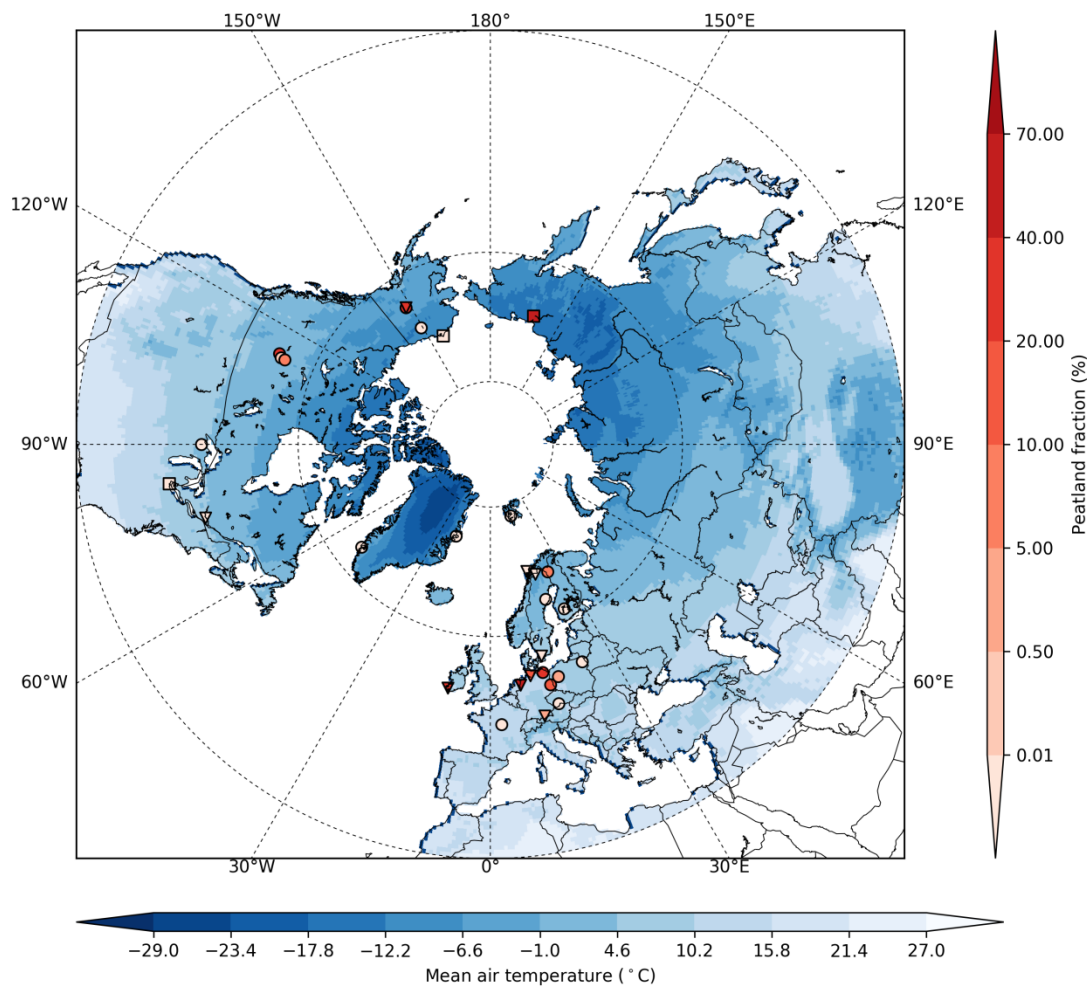 150°W 180° 150°E
120°W 120°E
90°W 90°E
60°W 60°E
30°W 0° 30°E
70.00
40.00
20.00
10.00
5.00
0.50
0.01
Peatland fraction (%)
−29.0 −23.4 −17.8 −12.2 −6.6 −1.0 4.6 10.2 15.8 21.4 27.0
Mean air temperature (°C)